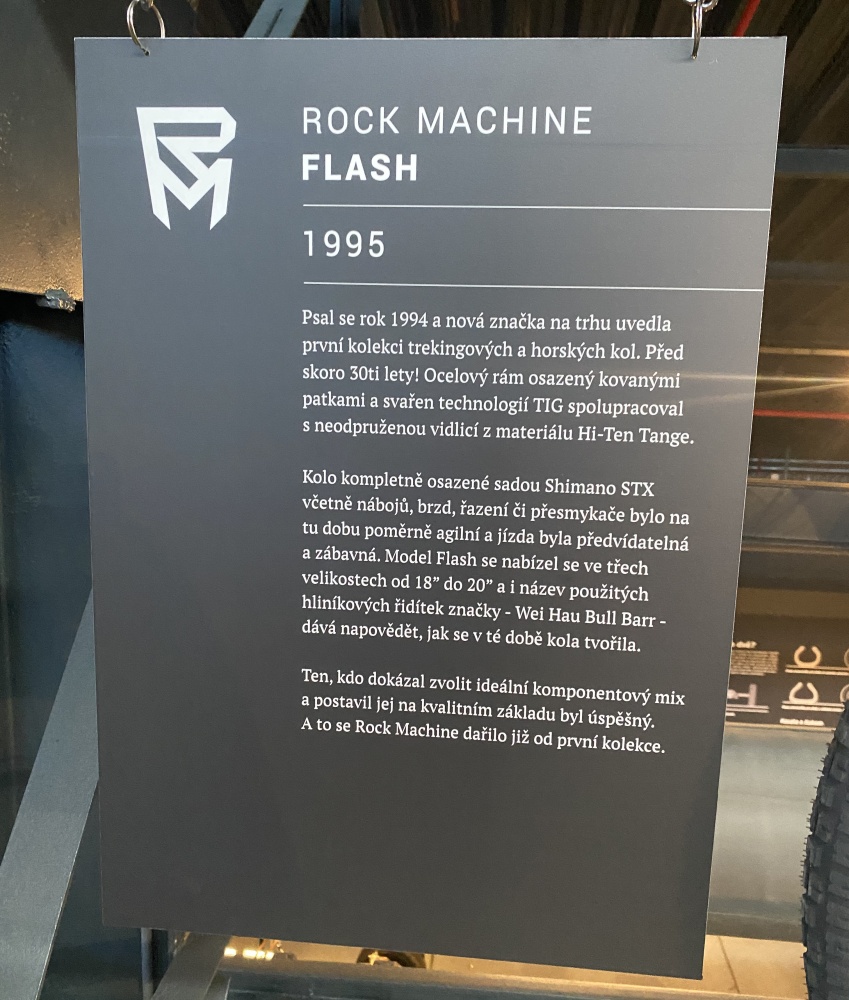 ROCK MACHINE
FLASH
1995
Psal se rok 1994 a nová značka na trhu uvedla
první kolekci trekingových a horských kol. Před
skoro 30ti lety! Ocelový rám osazený kovanými
patkami a svařen technologií TIG spolupracoval
s neodpruženou vidlicí z materiálu Hi-Ten Tange.
Kolo kompletně osazené sadou Shimano STX
včetně nábojů, brzd, řazení či přesmykače bylo na
tu dobu poměrně agilní a jízda byla předvídatelná
a zábavná. Model Flash se nabízel se ve třech
velikostech od 18” do 20” a i název použitých
hliníkových řidítek značky - Wei Hau Bull Barr -
dává napovědět, jak se v té době kola tvořila.
Ten, kdo dokázal zvolit ideální komponentový mix
a postavil jej na kvalitním základu byl úspěšný.
A to se Rock Machine dařilo již od první kolekce.